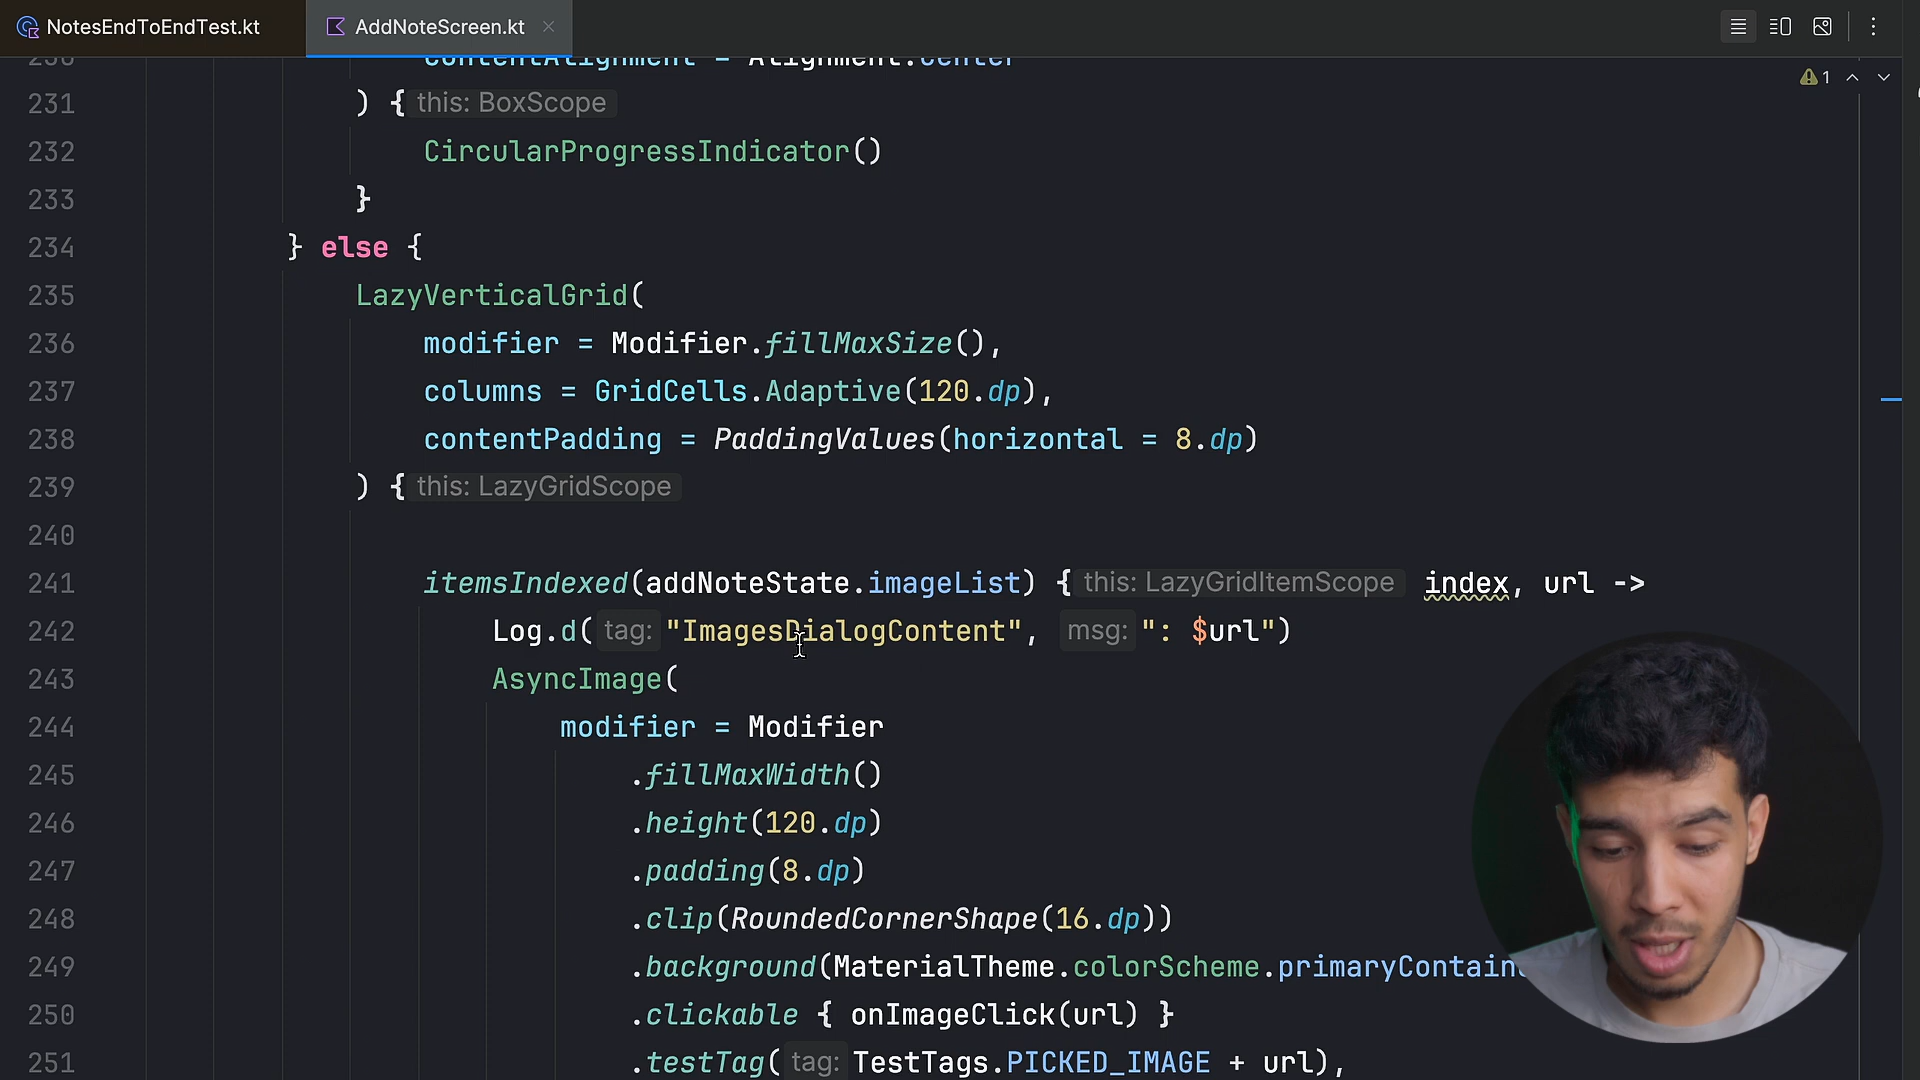 NotesEndToEndTest.kt
AddNoteScreen.kt
1
230 contentAlignment = Alignment.Center
231 ) { this: BoxScope
232 CircularProgressIndicator()
233 }
234 } else {
235 LazyVerticalGrid(
236 modifier = Modifier.fillMaxSize(),
237 columns = GridCells.Adaptive(120.dp),
238 contentPadding = PaddingValues(horizontal = 8.dp)
239 ) { this: LazyGridScope
240
241 itemsIndexed(addNoteState.imageList) { this: LazyGridItemScope index, url ->
242 Log.d( tag: "ImagesDialogContent", msg: ": $url")
243 AsyncImage(
244 modifier = Modifier
245 .fillMaxWidth()
246 .height(120.dp)
247 .padding(8.dp)
248 .clip(RoundedCornerShape(16.dp))
249 .background(MaterialTheme.colorScheme.primaryContain
250 .clickable { onImageClick(url) }
251 .testTag( tag: TestTags.PICKED_IMAGE + url),